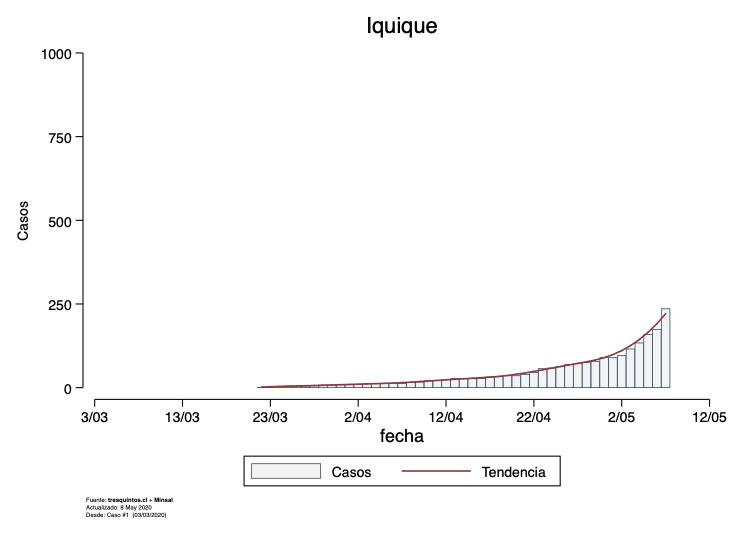 Iquique
1000
750
500
250
0
Casos
3/03 13/03 23/03 2/04 12/04 22/04 2/05 12/05
fecha
Casos Tendencia
Fuente: tresquintos.cl + Minsal
Actualizado: 8 May 2020
Desde: Caso #1 (03/03/2020)